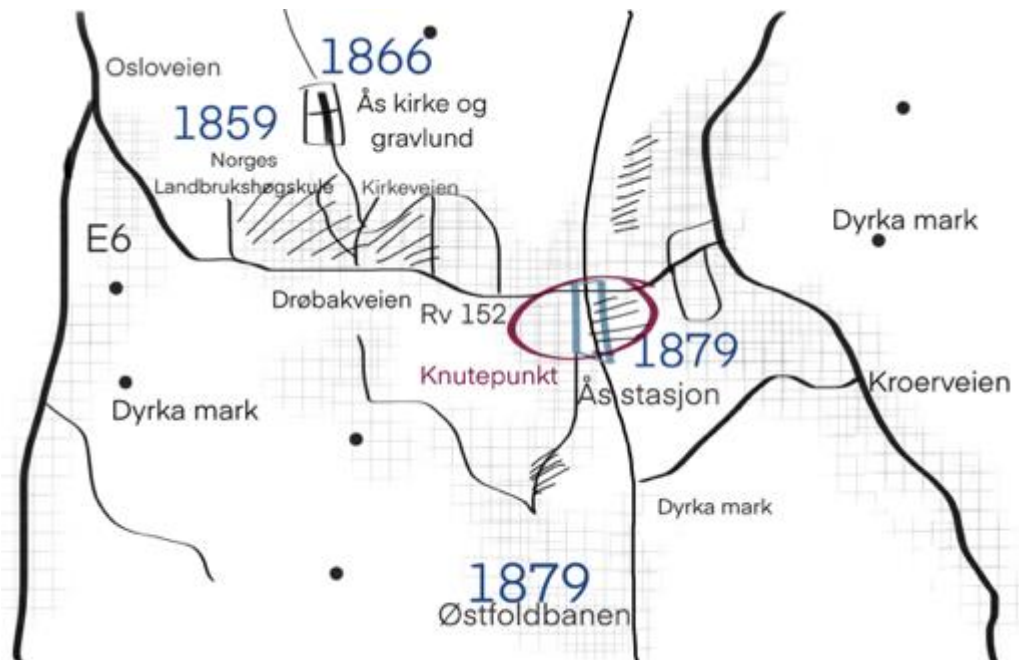 Osloveien
1866
Ås kirke og
gravlund
1859
Norges
Landbrukshøgskule
Kirkeveien
Dyrka mark
E6
Drøbakveien
Rv 152
1879
Knutepunkt
Ås stasjon
Kroerveien
Dyrka mark
Dyrka mark
1879
Østfoldbanen